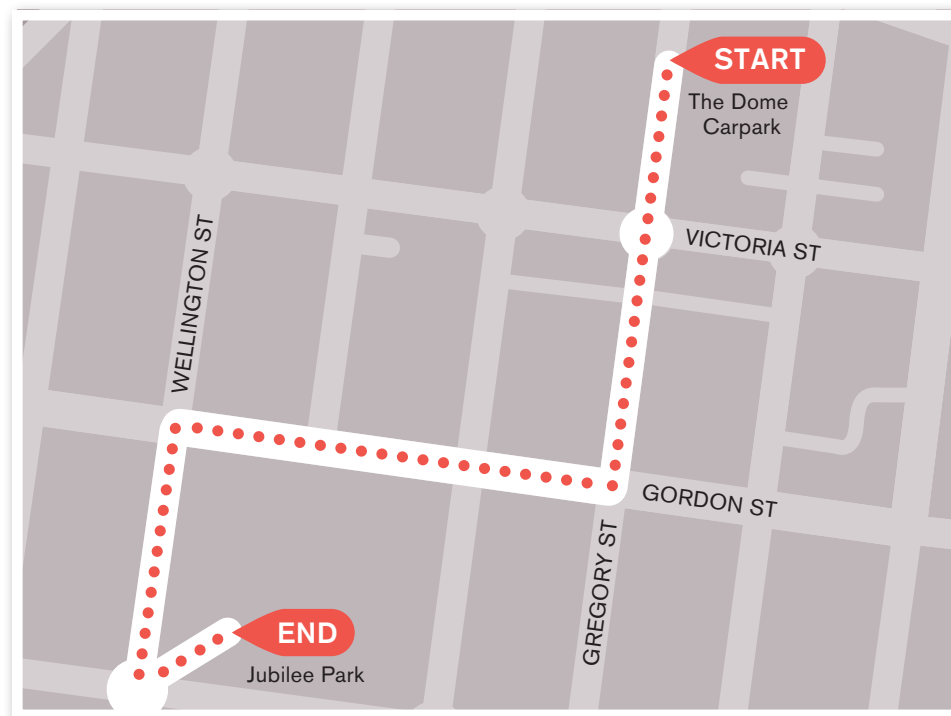 START
The Dome
Carpark
VICTORIA ST
WELLINGTON ST
GORDON ST
GREGORY ST
END
Jubilee Park